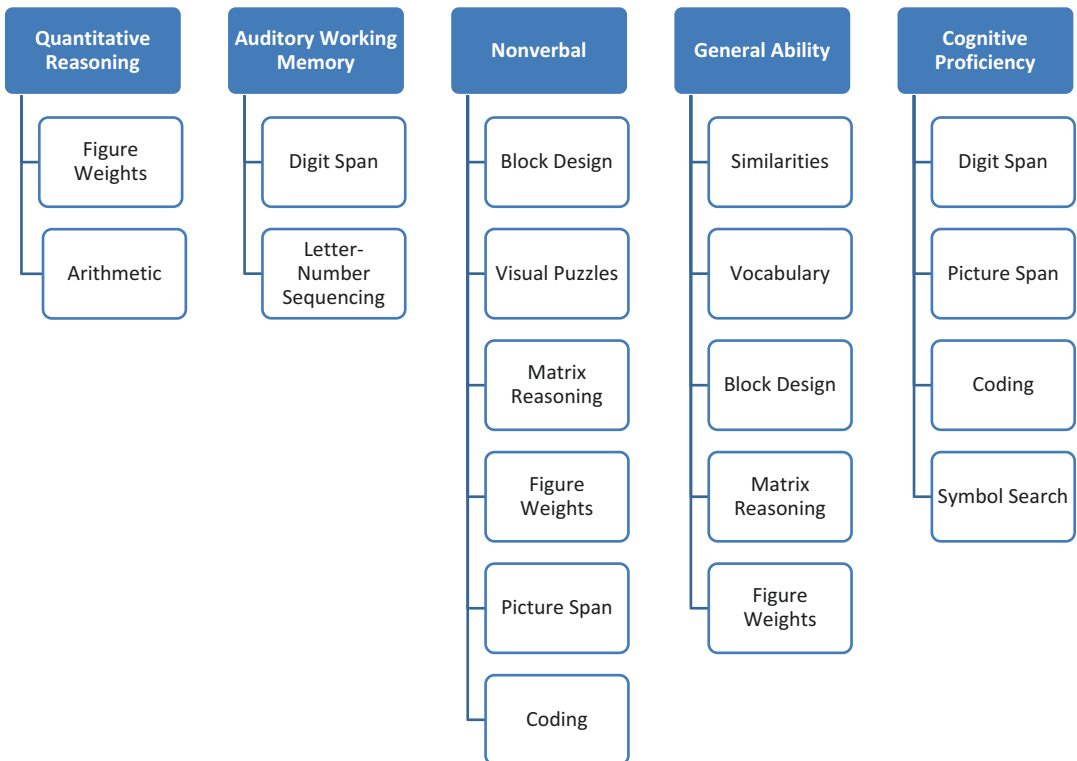 Quantitative
Reasoning
Figure
Weights
Arithmetic
Auditory Working
Memory
Digit Span
Letter-
Number
Sequencing
Nonverbal
Block Design
Visual Puzzles
Matrix
Reasoning
Figure
Weights
Picture Span
Coding
General Ability
Similarities
Vocabulary
Block Design
Matrix
Reasoning
Figure
Weights
Cognitive
Proficiency
Digit Span
Picture Span
Coding
Symbol Search